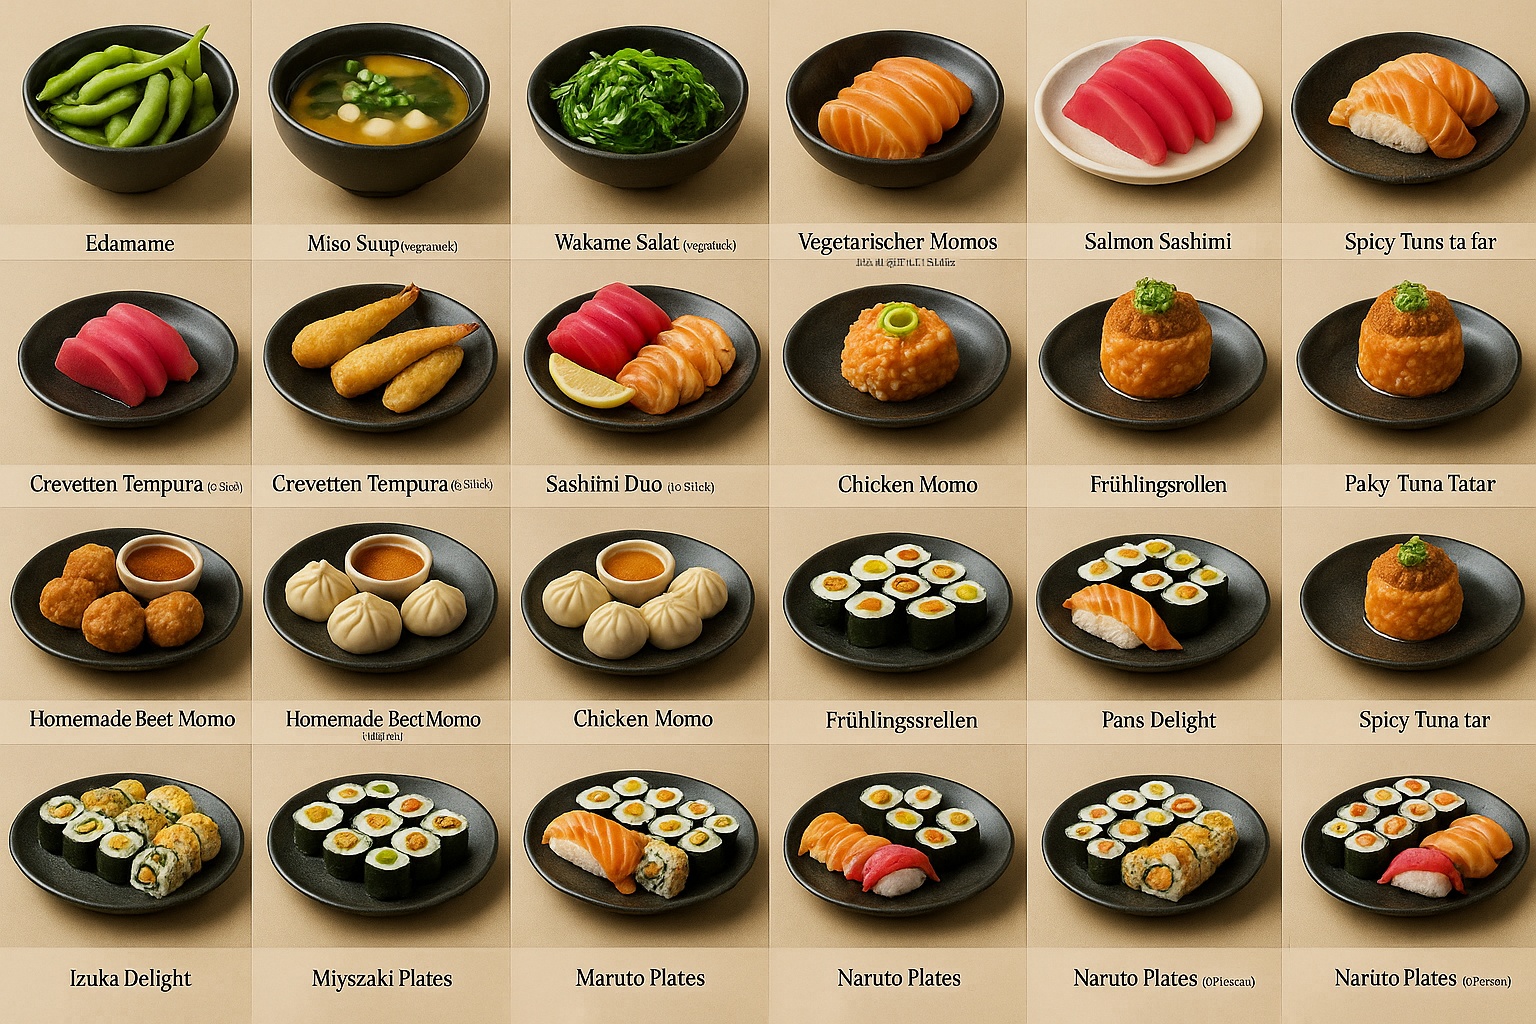 Edamame
Miso Suup
Wakame Salat
Vegetarischer Momos
Salmon Sashimi
Spicy Tuns ta far
Crevetten Tempura
Crevetten Tempura
Sashimi Duo
Chicken Momo
Frühlingsrollen
Paky Tuna Tatar
Homemade Beet Momo
Homemade Bect Momo
Chicken Momo
Frühlingssrellen
Pans Delight
Spicy Tuna tar
Izuka Delight
Miyszaki Plates
Maruto Plates
Naruto Plates
Naruto Plates
Naruto Plates